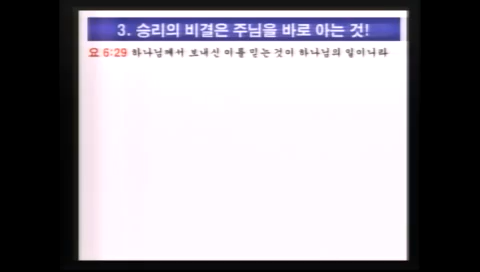 3. 승리의 비결은 주님을 바로 아는 것!
요 6:29 하나님께서 보내신 이를 믿는 것이 하나님의 일이니라